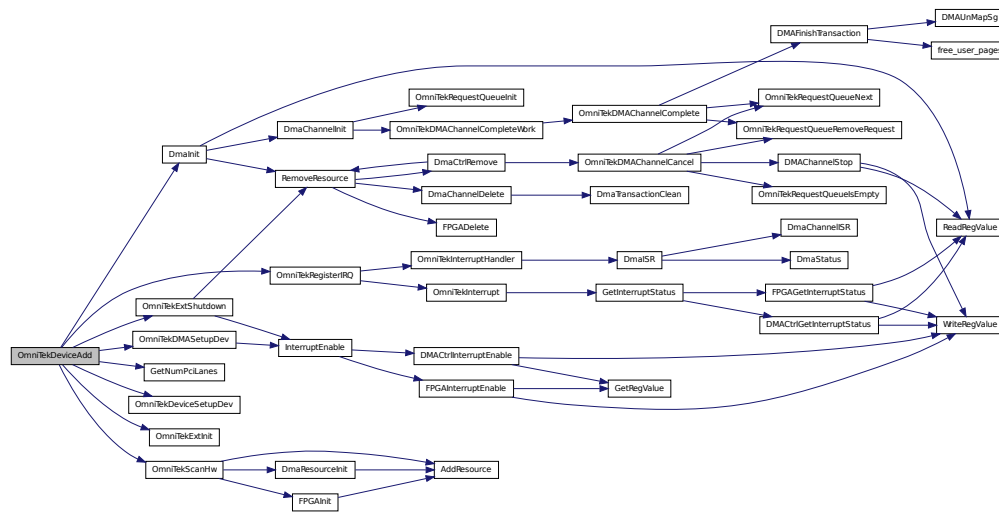 OmniTekDeviceAdd
DmaInit
OmniTekRegisterIRQ
OmniTekExtShutdown
OmniTekDMASetupDev
GetNumPciLanes
OmniTekDeviceSetupDev
OmniTekExtInit
OmniTekScanHw
DmaChannelInit
RemoveResource
InterruptEnable
DmaResourceInit
FPGAInit
OmniTekRequestQueueInit
OmniTekDMAChannelCompleteWork
DmaCtrlRemove
DmaChannelDelete
FPGADelete
OmniTekInterruptHandler
OmniTekInterrupt
DMACtrlInterruptEnable
FPGAInterruptEnable
AddResource
OmniTekDMAChannelComplete
OmniTekDMAChannelCancel
DmaTransactionClean
DmaISR
GetInterruptStatus
GetRegValue
DMAFinishTransaction
OmniTekRequestQueueNext
OmniTekRequestQueueRemoveRequest
DMAChannelStop
OmniTekRequestQueueIsEmpty
DmaChannelISR
DmaStatus
FPGAGetInterruptStatus
DMACtrlGetInterruptStatus
DMAUnMapSg
free_user_pages
ReadRegValue
WriteRegValue